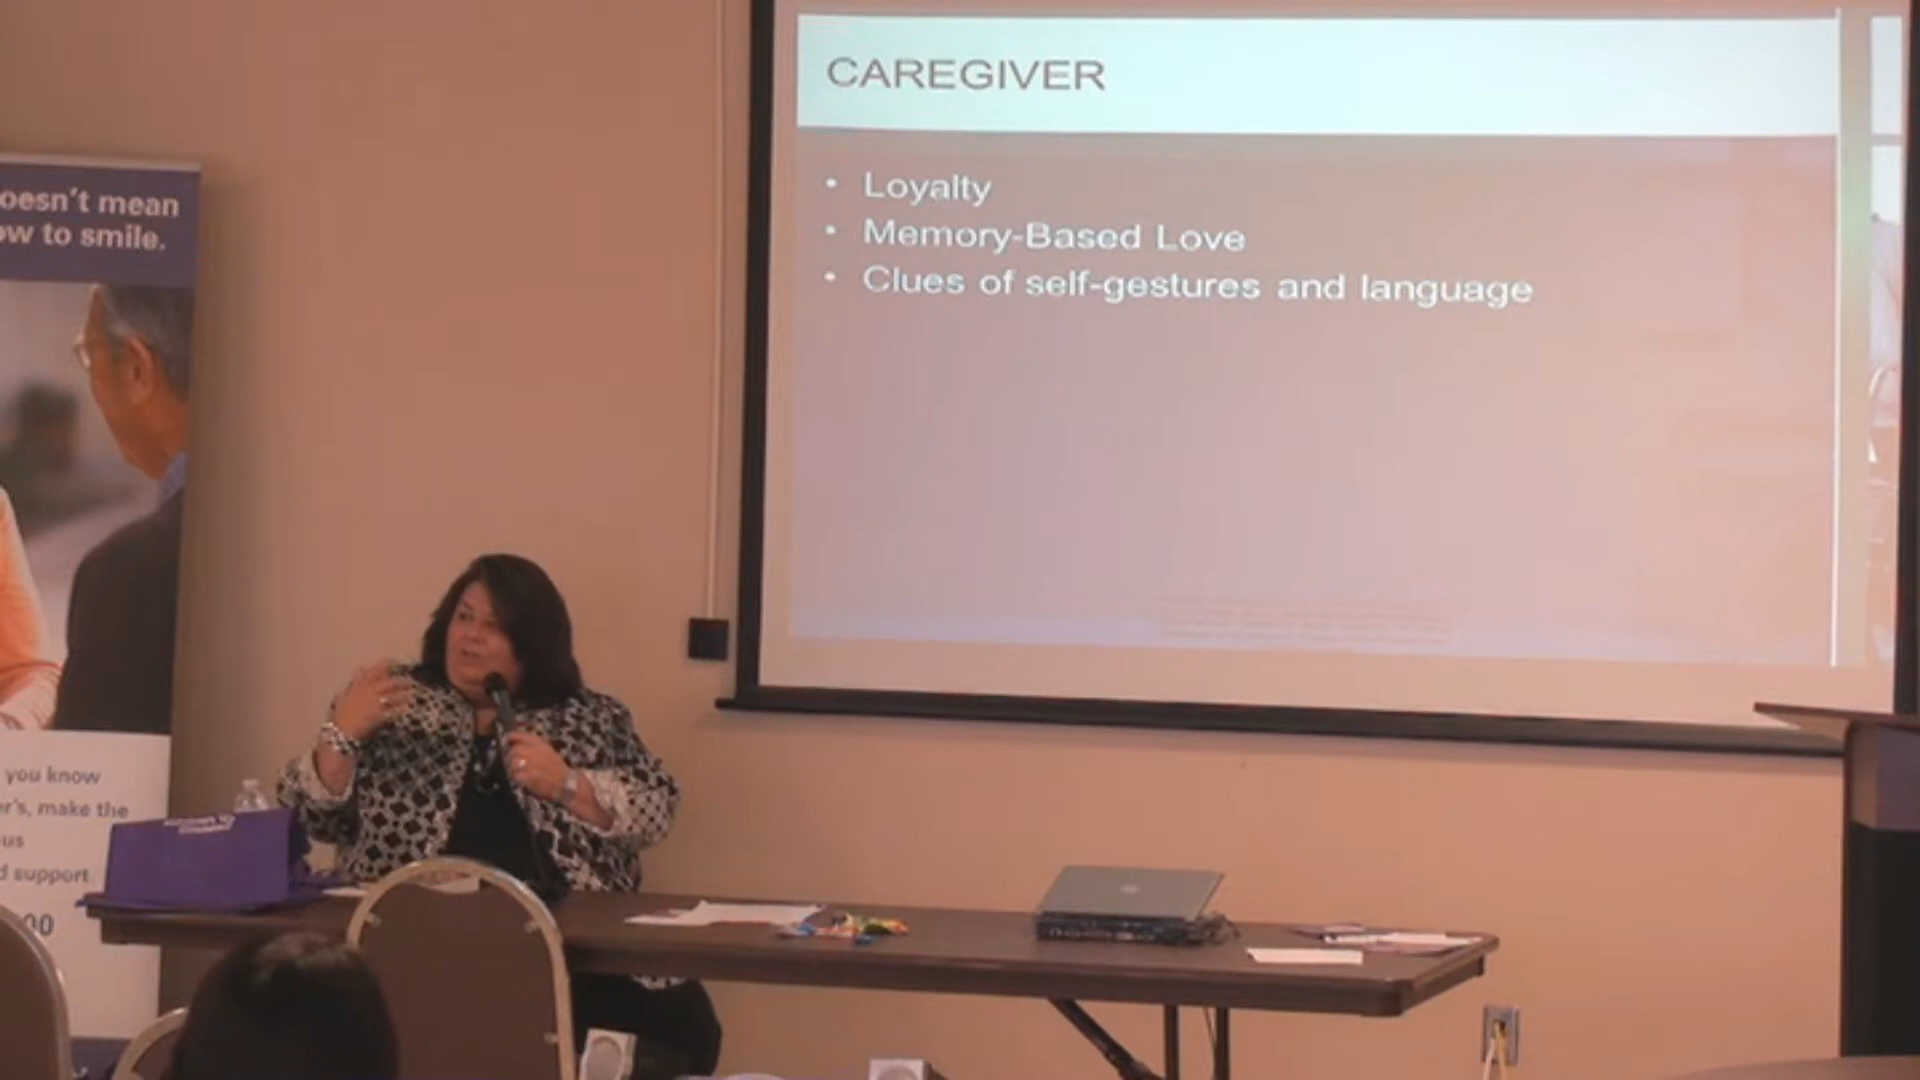 CAREGIVER
• Loyalty
• Memory-Based Love
• Clues of self-gestures and language
oesn't mean
ow to smile.
you know
er's, make the
us
d support.
00